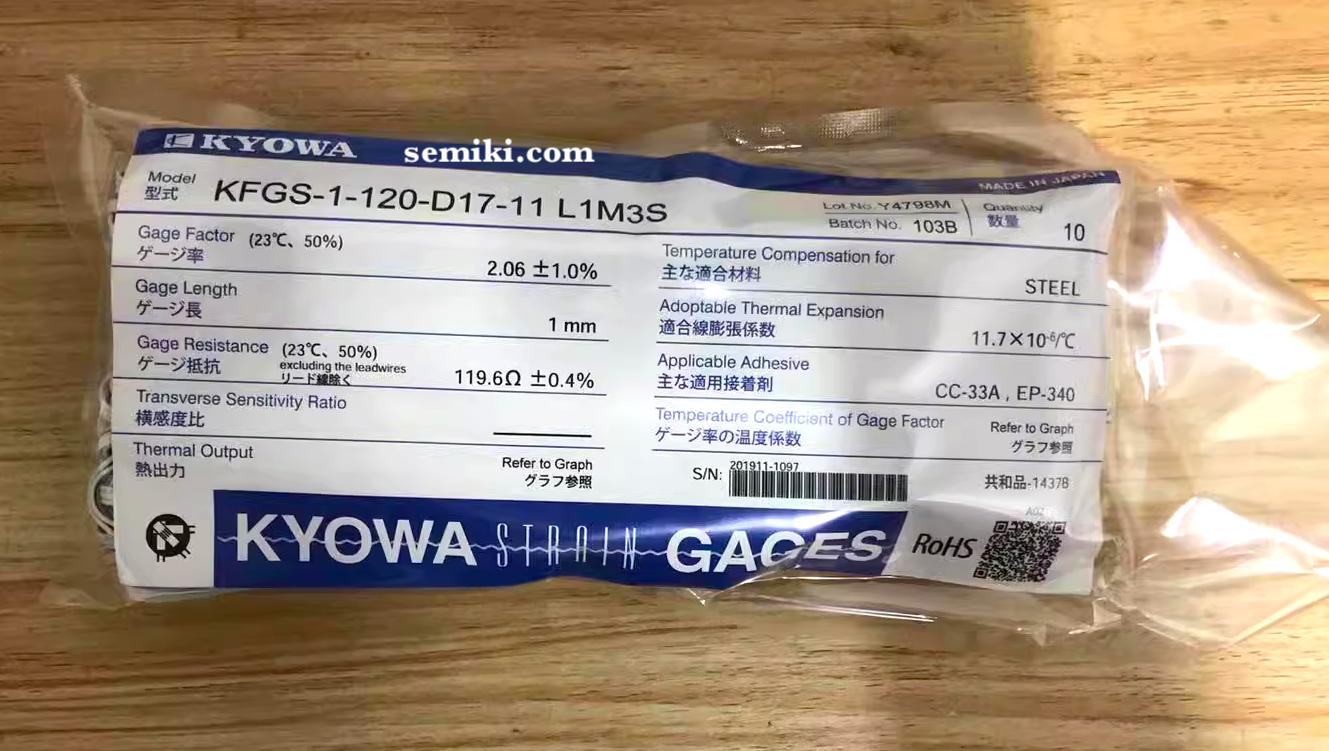 KYOWA
semiki.com
MADE IN JAPAN
Model
型式
KFGS-1-120-D17-11 L1M3S
Lot No. Y4798M
Batch No. 103B
Quantity
数量
10
Gage Factor (23℃、50%)
ゲージ率
2.06 ±1.0%
Gage Length
ゲージ長
1 mm
Gage Resistance (23℃、50%)
ゲージ抵抗
excluding the leadwires
リード線除く
119.6Ω ±0.4%
Transverse Sensitivity Ratio
横感度比
Thermal Output
熱出力
Refer to Graph
グラフ参照
Temperature Compensation for
主な適合材料
STEEL
Adoptable Thermal Expansion
適合線膨張係数
11.7×10⁻⁶/℃
Applicable Adhesive
主な適用接着剤
CC-33A , EP-340
Temperature Coefficient of Gage Factor
ゲージ率の温度係数
Refer to Graph
グラフ参照
S/N:
201911-1097
共和品-1437B
KYOWA STRAIN GAGES
RoHS